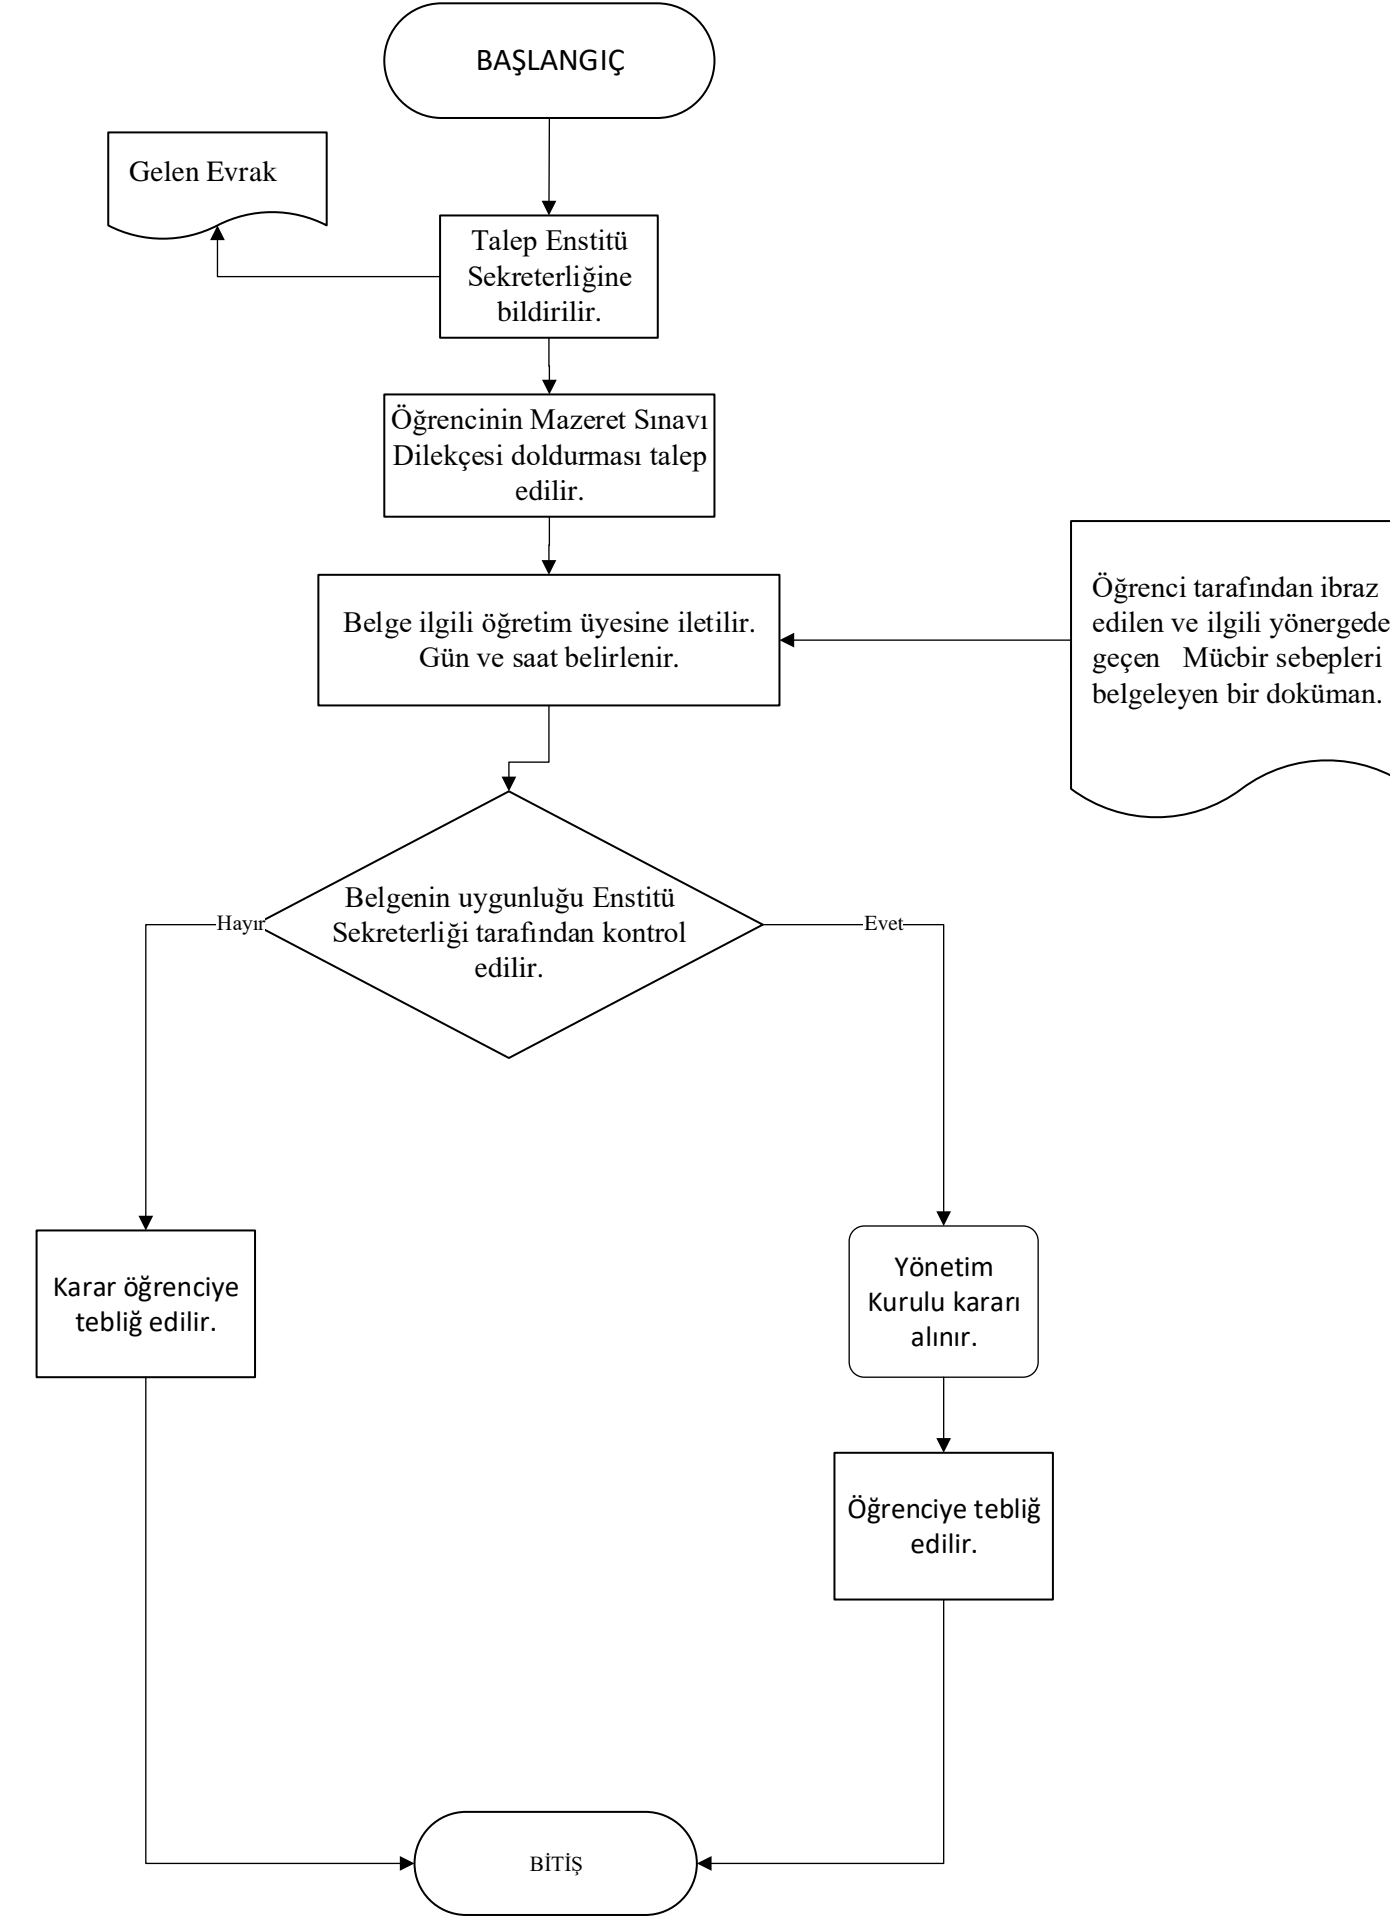 BAŞLANGIÇ
Gelen Evrak
Talep Enstitü
Sekreterliğine
bildirilir.
Öğrencinin Mazeret Sınavı
Dilekçesi doldurması talep
edilir.
Belge ilgili öğretim üyesine iletilir.
Gün ve saat belirlenir.
Öğrenci tarafından ibraz
edilen ve ilgili yönergede
geçen   Mücbir sebepleri
belgeleyen bir doküman.
Belgenin uygunluğu Enstitü
Sekreterliği tarafından kontrol
edilir.
Hayır
Evet
Karar öğrenciye
tebliğ edilir.
Yönetim
Kurulu kararı
alınır.
Öğrenciye tebliğ
edilir.
BİTİŞ